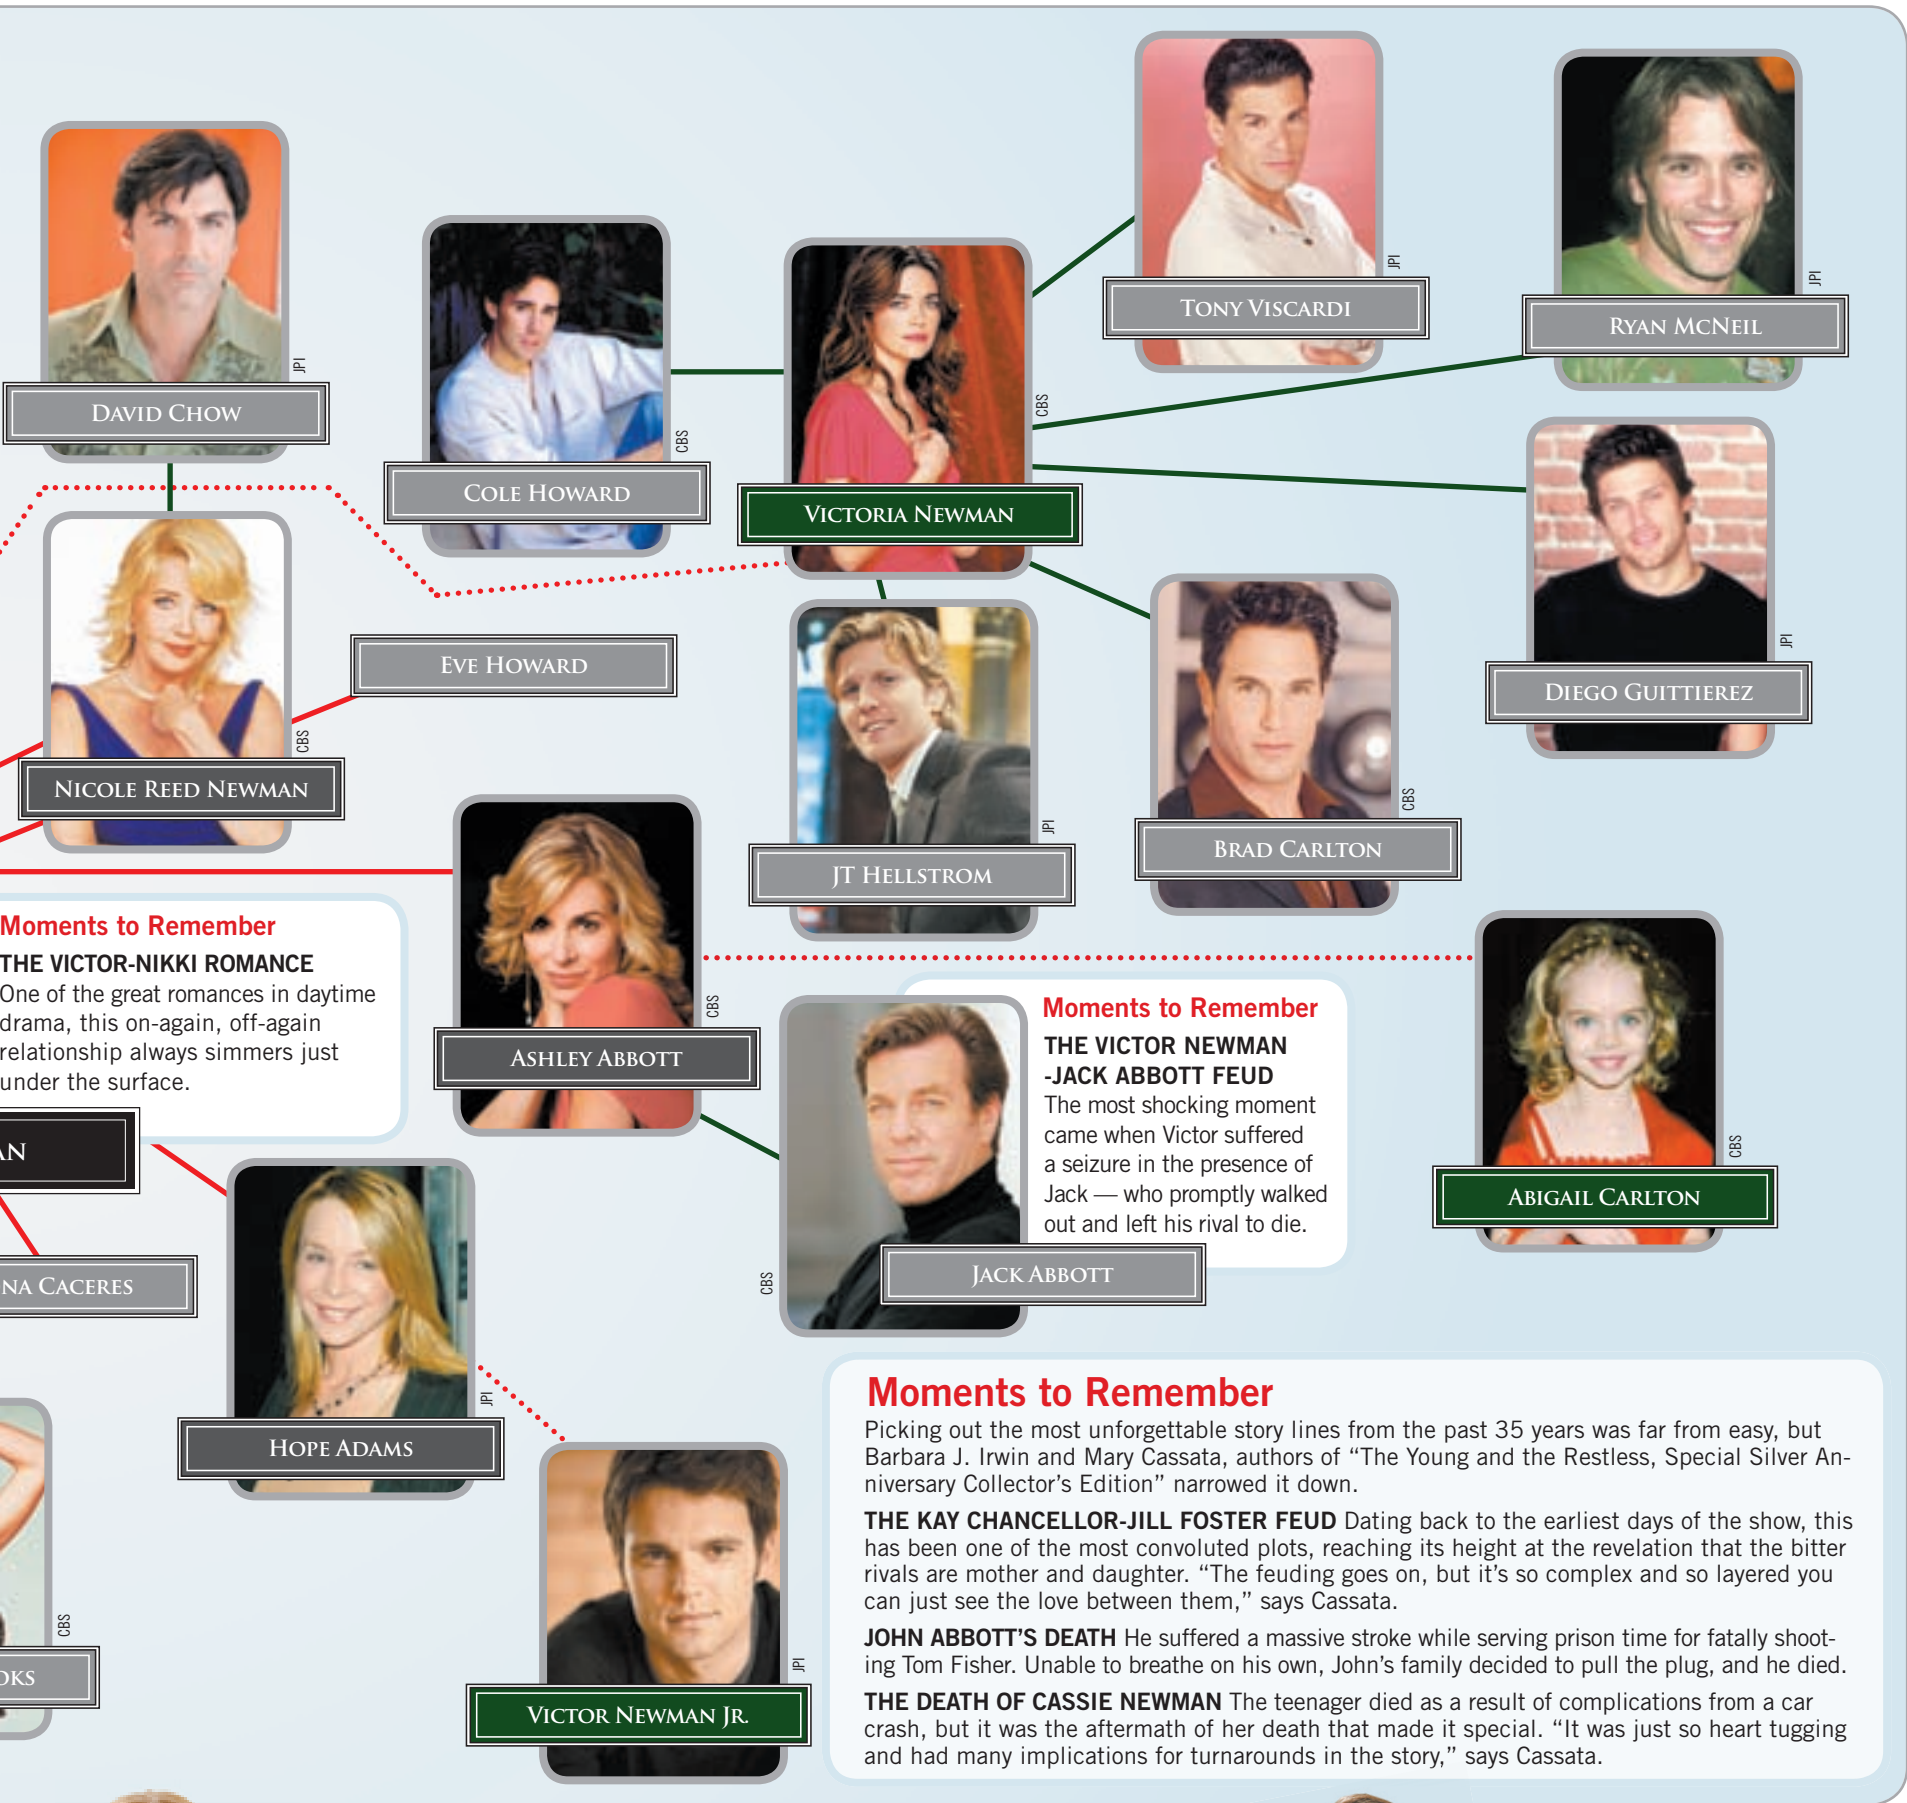 JPI
TONY VISCARDI
JPI
RYAN MCNEIL
JPI
DAVID CHOW
CBS
COLE HOWARD
CBS
VICTORIA NEWMAN
JPI
DIEGO GUITTIEREZ
EVE HOWARD
CBS
NICOLE REED NEWMAN
JPI
JT HELLSTROM
CBS
BRAD CARLTON
Moments to Remember
THE VICTOR-NIKKI ROMANCE
One of the great romances in daytime
drama, this on-again, off-again
relationship always simmers just
under the surface.
CBS
ASHLEY ABBOTT
Moments to Remember
THE VICTOR NEWMAN
-JACK ABBOTT FEUD
The most shocking moment
came when Victor suffered
a seizure in the presence of
Jack — who promptly walked
out and left his rival to die.
CBS
JACK ABBOTT
CBS
ABIGAIL CARLTON
AN
NA CACERES
JPI
HOPE ADAMS
CBS
OKS
JPI
VICTOR NEWMAN JR.
Moments to Remember
Picking out the most unforgettable story lines from the past 35 years was far from easy, but
Barbara J. Irwin and Mary Cassata, authors of “The Young and the Restless, Special Silver An-
niversary Collector’s Edition” narrowed it down.
THE KAY CHANCELLOR-JILL FOSTER FEUD Dating back to the earliest days of the show, this
has been one of the most convoluted plots, reaching its height at the revelation that the bitter
rivals are mother and daughter. “The feuding goes on, but it’s so complex and so layered you
can just see the love between them,” says Cassata.
JOHN ABBOTT’S DEATH He suffered a massive stroke while serving prison time for fatally shoot-
ing Tom Fisher. Unable to breathe on his own, John’s family decided to pull the plug, and he died.
THE DEATH OF CASSIE NEWMAN The teenager died as a result of complications from a car
crash, but it was the aftermath of her death that made it special. “It was just so heart tugging
and had many implications for turnarounds in the story,” says Cassata.